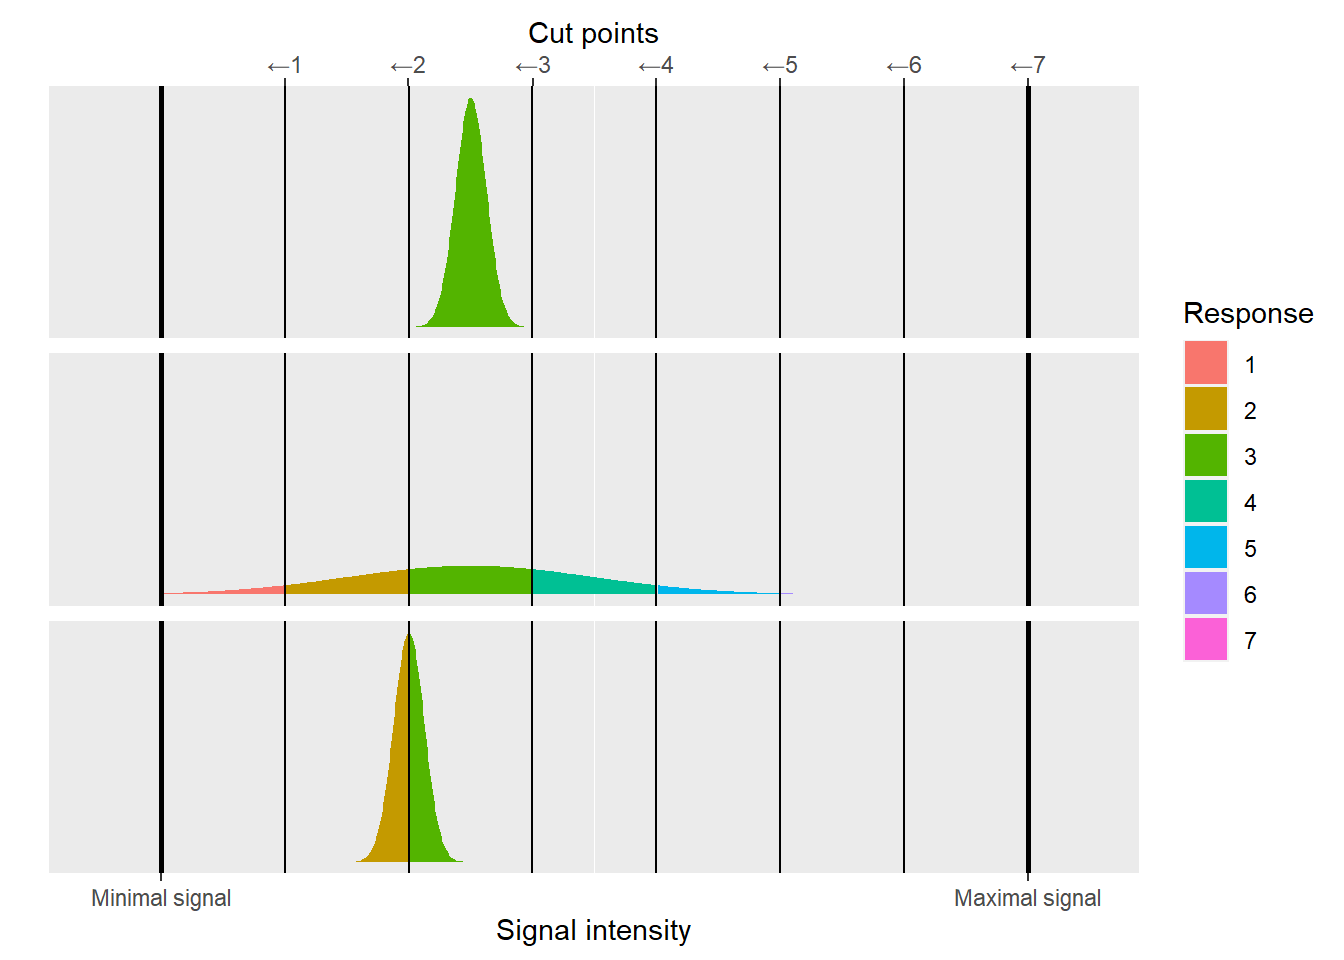 Cut points
←1 ←2 ←3 ←4 ←5 ←6 ←7
Response
1
2
3
4
5
6
7
Minimal signal Maximal signal
Signal intensity